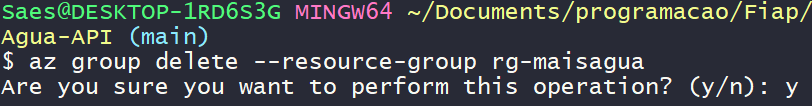 Saes@DESKTOP-1RD6S3G MINGW64 ~/Documents/programacao/Fiap/
Agua-API (main)
$ az group delete --resource-group rg-maisagua
Are you sure you want to perform this operation? (y/n): y